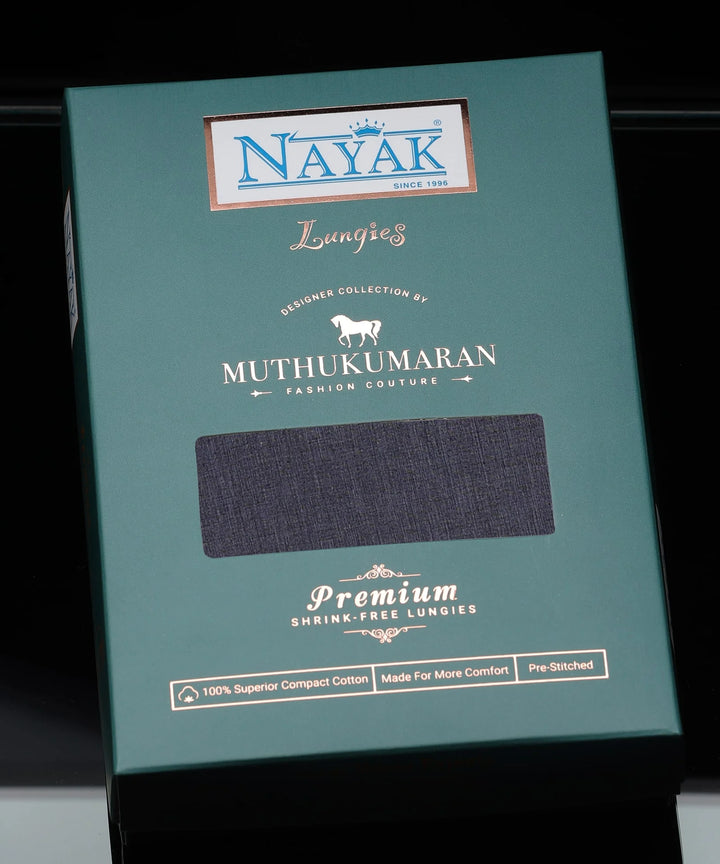 NAYAK®
SINCE 1996
Lungies
DESIGNER COLLECTION BY
MUTHUKUMARAN
FASHION COUTURE
Premium
SHRINK-FREE LUNGIES
100% Superior Compact Cotton
Made For More Comfort
Pre-Stitched